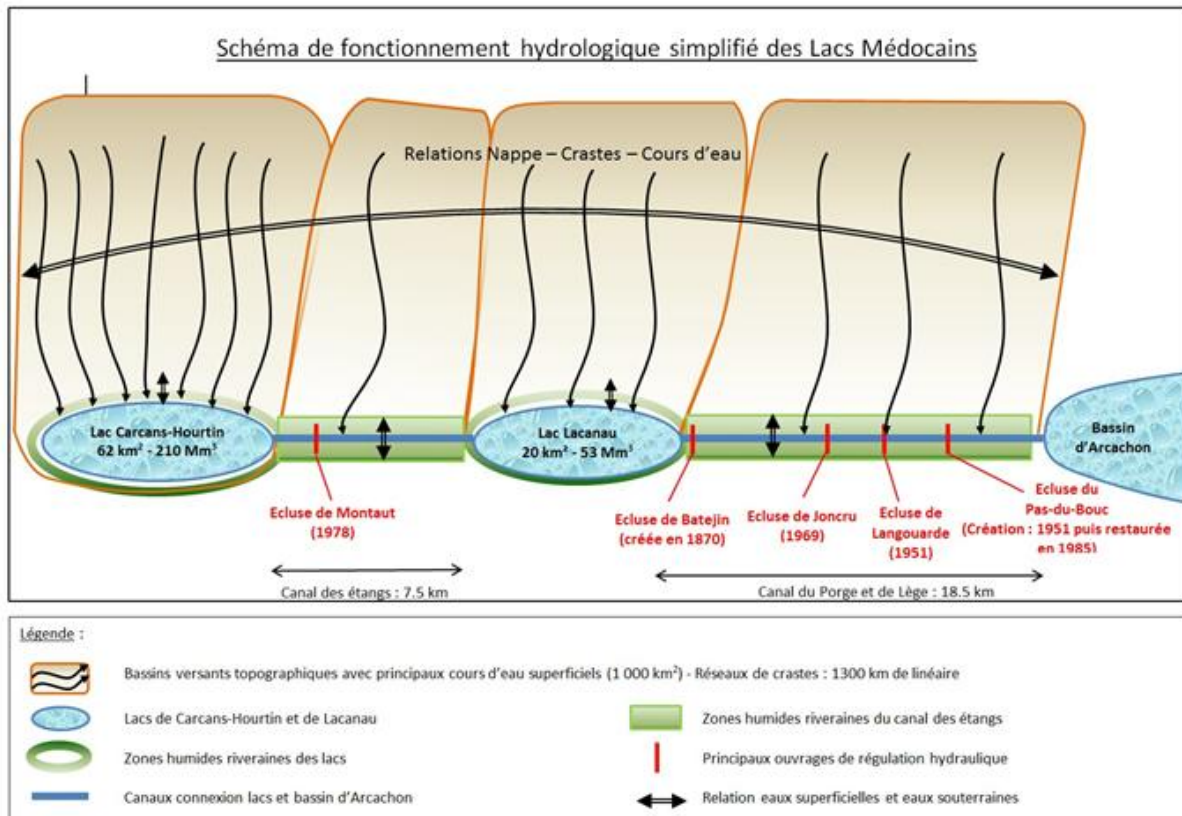 Schéma de fonctionnement hydrologique simplifié des Lacs Médocains
Relations Nappe – Crastes – Cours d'eau
Lac Carcans-Hourtin
62 km² - 210 Mm³
Lac Lacanau
20 km² - 53 Mm³
Bassin
d'Arcachon
Ecluse de Montaut
(1978)
Ecluse de Batejin
(créée en 1870)
Ecluse de Joncru
(1969)
Ecluse de
Langouarde
(1951)
Ecluse du
Pas-du-Bouc
(Création : 1951 puis restaurée
en 1985)
Canal des étangs : 7.5 km
Canal du Porge et de Lège : 18.5 km
Légende :
Bassins versants topographiques avec principaux cours d'eau superficiels (1 000 km²) - Réseaux de crastes : 1300 km de linéaire
Lacs de Carcans-Hourtin et de Lacanau
Zones humides riveraines du canal des étangs
Zones humides riveraines des lacs
Principaux ouvrages de régulation hydraulique
Canaux connexion lacs et bassin d'Arcachon
Relation eaux superficielles et eaux souterraines